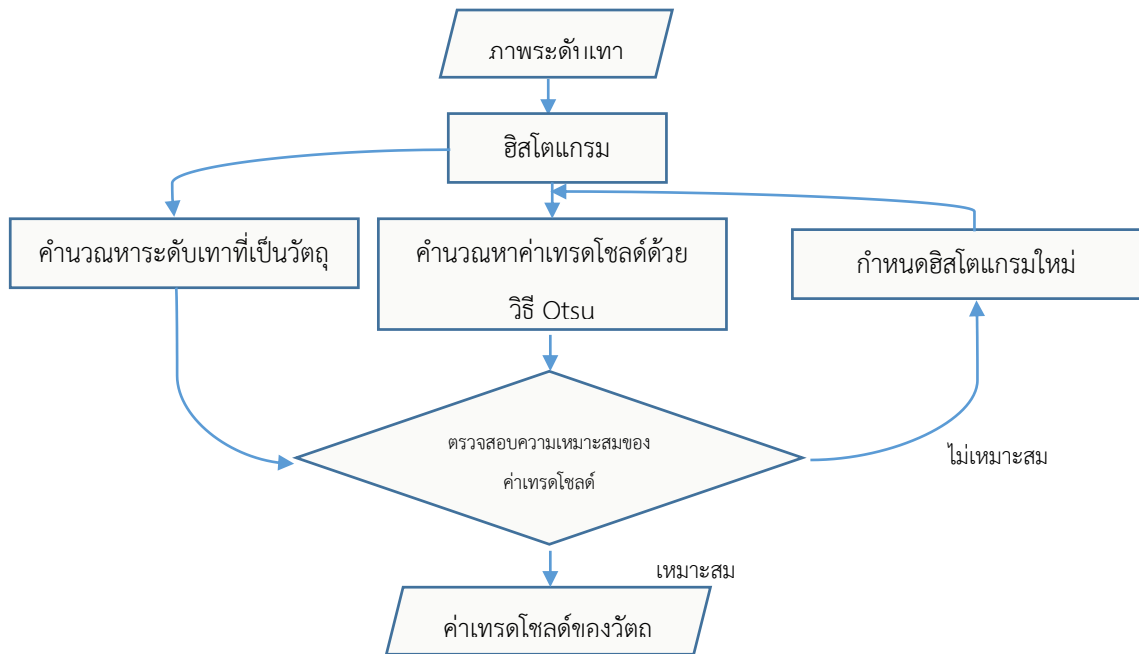 ภาพระดับเทา
ฮิสโตแกรม
คำนวณหาระดับเทาที่เป็นวัตถุ
คำนวณหาค่าเทรดโชลด์ด้วย
วิธี Otsu
กำหนดฮิสโตแกรมใหม่
ตรวจสอบความเหมาะสมของ
ค่าเทรดโชลด์
ไม่เหมาะสม
เหมาะสม
ค่าเทรดโชลด์ของวัตถ